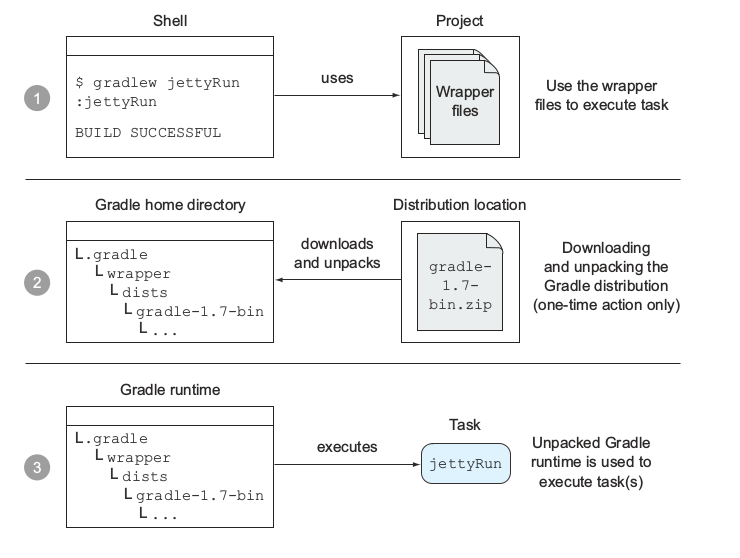 Shell
Project
1
$ gradlew jettyRun
:jettyRun
BUILD SUCCESSFUL
uses
Wrapper
files
Use the wrapper
files to execute task
Gradle home directory
Distribution location
2
.gradle
wrapper
dists
gradle-1.7-bin
...
downloads
and unpacks
gradle-
1.7-
bin.zip
Downloading
and unpacking the
Gradle distribution
(one-time action only)
Gradle runtime
3
.gradle
wrapper
dists
gradle-1.7-bin
...
executes
Task
jettyRun
Unpacked Gradle
runtime is used to
execute task(s)